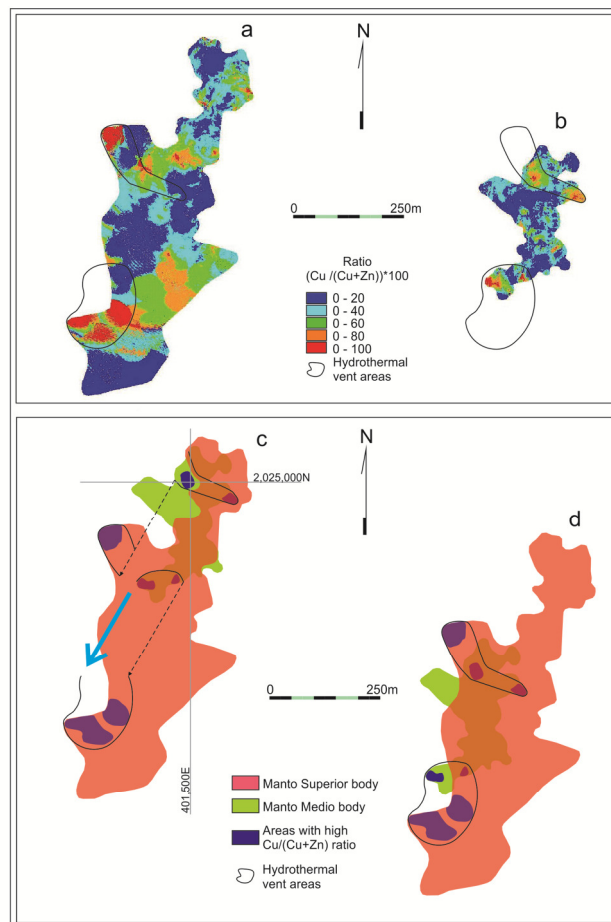 a
N
b
0 250m
Ratio
(Cu /(Cu+Zn))*100
0 - 20
0 - 40
0 - 60
0 - 80
0 - 100
Hydrothermal
vent areas
c
N
2,025,000N
d
0 250m
401,500E
Manto Superior body
Manto Medio body
Areas with high
Cu/(Cu+Zn) ratio
Hydrothermal
vent areas